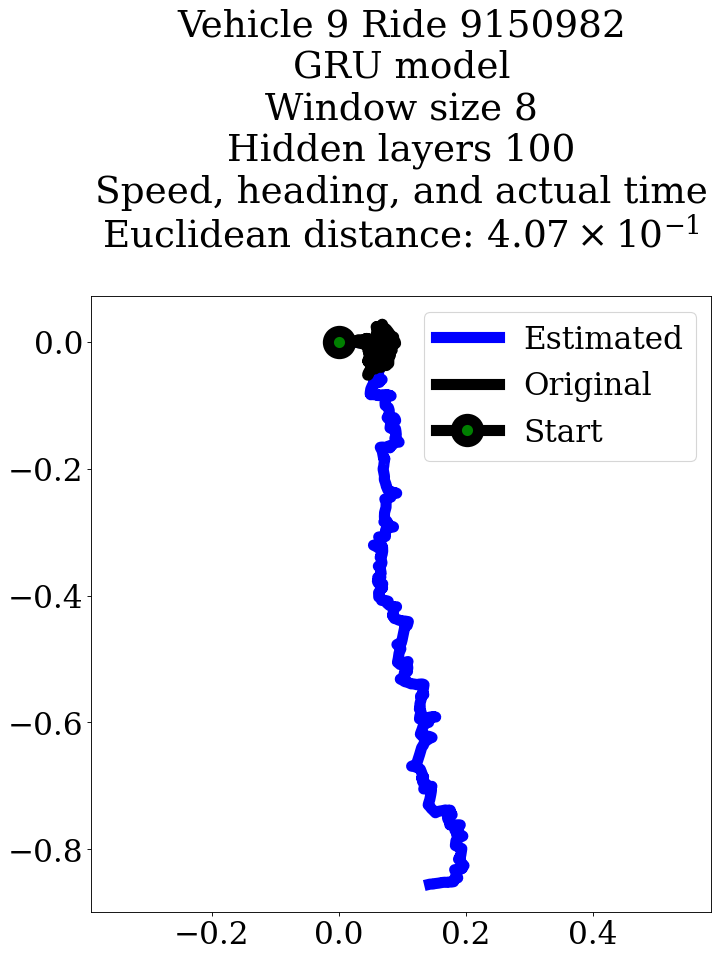 Vehicle 9 Ride 9150982
GRU model
Window size 8
Hidden layers 100
Speed, heading, and actual time
Euclidean distance: 4.07 × 10⁻¹
Estimated
Original
Start
0.0
−0.2
−0.4
−0.6
−0.8
−0.2 0.0 0.2 0.4